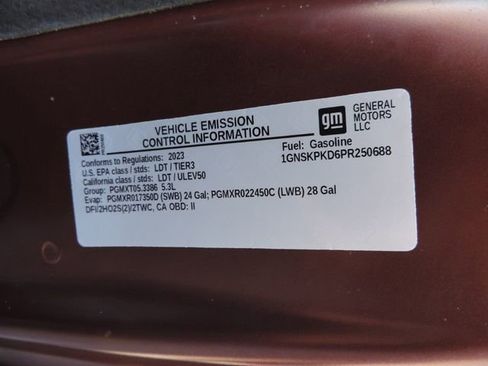 VEHICLE EMISSION
CONTROL INFORMATION
gm
GENERAL
MOTORS
LLC
Conforms to Regulations: 2023
U.S. EPA class / stds: LDT / TIER3
California class / stds: LDT / ULEV50
Group: PGMXT05.3386 5.3L
Evap: PGMXR017350D (SWB) 24 Gal; PGMXR022450C (LWB) 28 Gal
DFI/2HO2S(2)/2TWC, CA OBD: II
Fuel: Gasoline
1GNSKPKD6PR250688